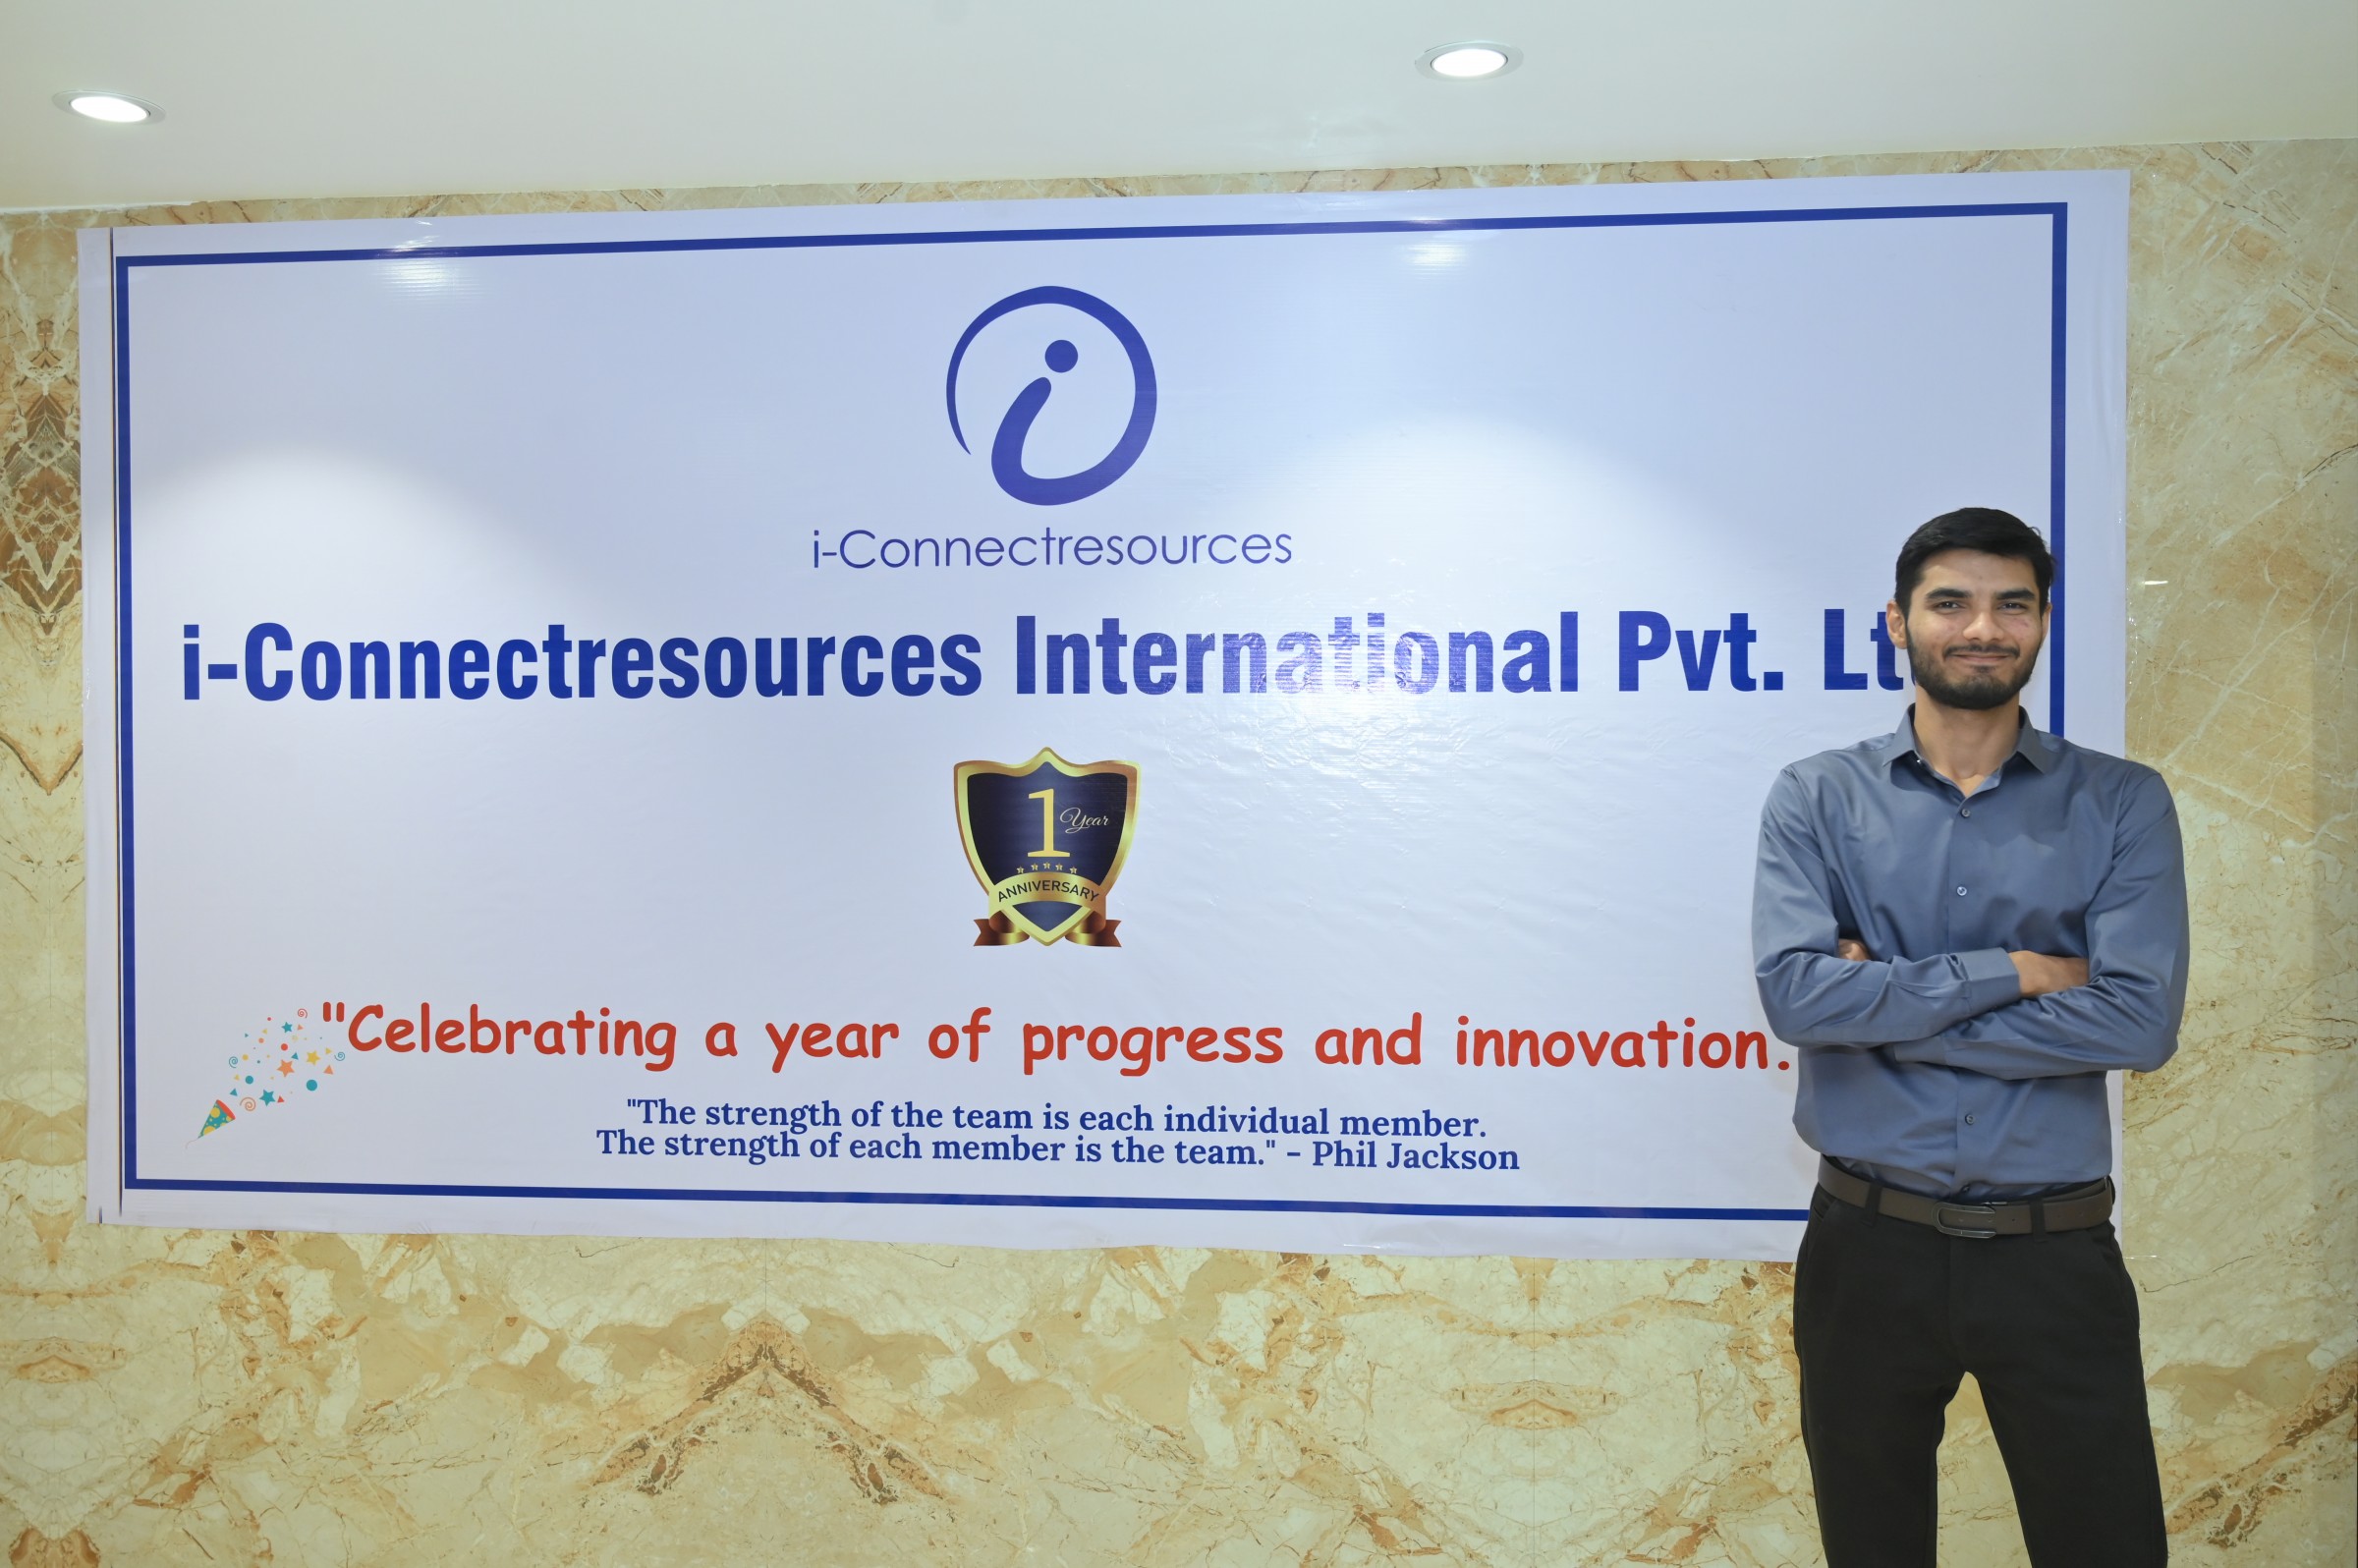 i-Connectresources
i-Connectresources International Pvt. Lt
1 Year
ANNIVERSARY
"Celebrating a year of progress and innovation.
"The strength of the team is each individual member.
The strength of each member is the team." - Phil Jackson